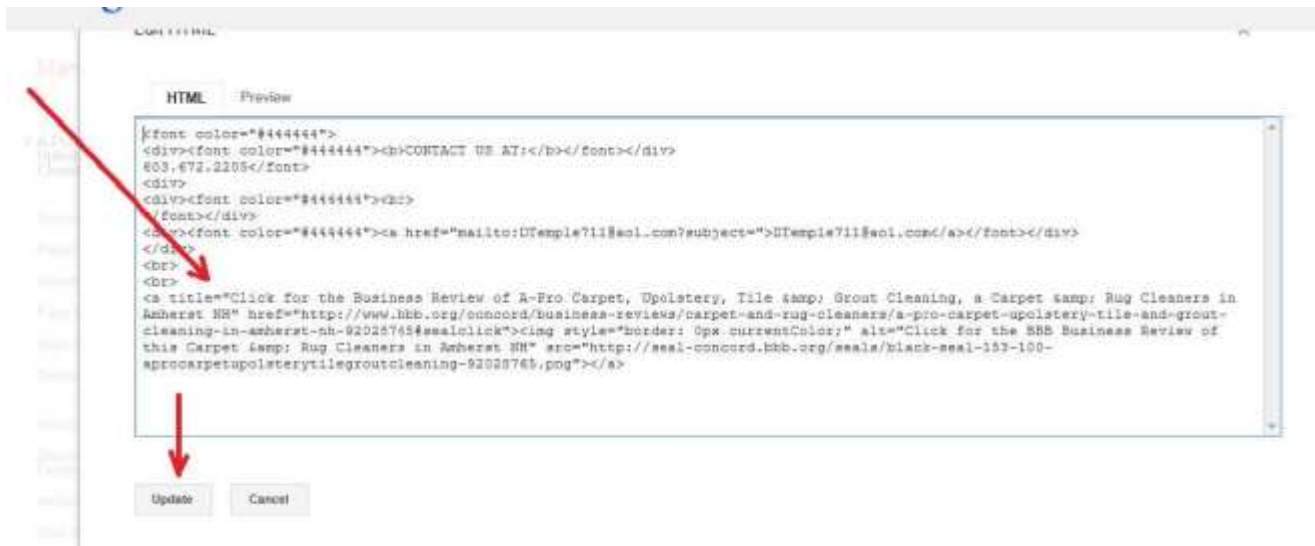 Edit HTML
HTML Preview
<font color="#444444">
<div><font color="#444444"><b>CONTACT US AT:</b></font></div>
603.672.2205</font>
<div>
<div><font color="#444444"><br>
</font></div>
<div><font color="#444444"><a href="mailto:DTemple711@aol.com?subject=">DTemple711@aol.com</a></font></div>
</div>
<br>
<br>
<a title="Click for the Business Review of A-Pro Carpet, Upolstery, Tile &amp; Grout Cleaning, a Carpet &amp; Rug Cleaners in
Amherst NH" href="http://www.bbb.org/concord/business-reviews/carpet-and-rug-cleaners/a-pro-carpet-upolstery-tile-and-grout-
cleaning-in-amherst-nh-92028765#sealclick"><img style="border: 0px currentColor;" alt="Click for the BBB Business Review of
this Carpet &amp; Rug Cleaners in Amherst NH" src="http://seal-concord.bbb.org/seals/black-seal-153-100-
aprocarpetupolsterytilegroutcleaning-92028765.png"></a>
Update Cancel